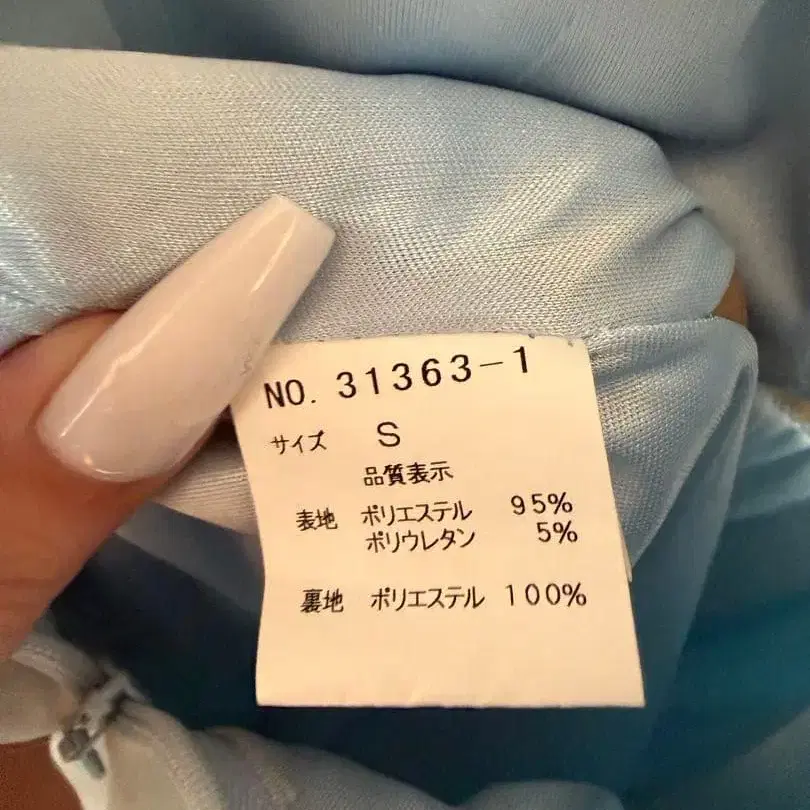 NO. 31363-1
サイズ S
品質表示
表地 ポリエステル 95%
ポリウレタン 5%
裏地 ポリエステル 100%